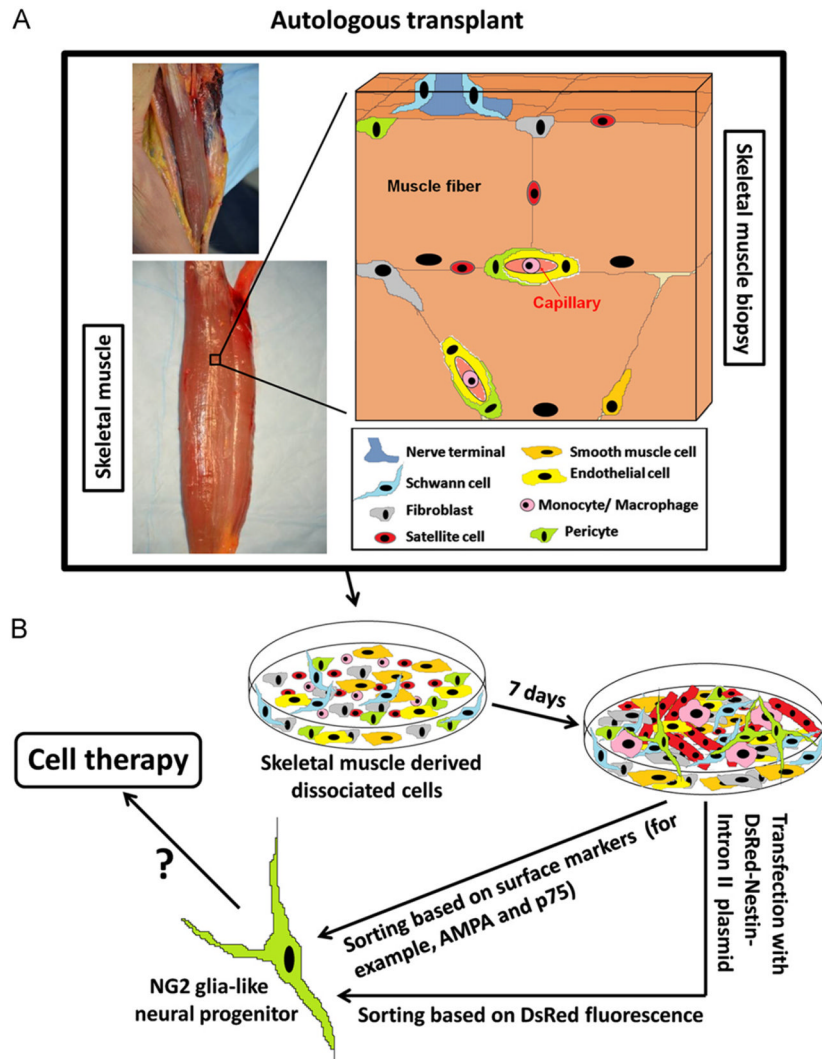 A
Autologous transplant
Skeletal muscle
Muscle fiber
Capillary
Skeletal muscle biopsy
Nerve terminal
Schwann cell
Fibroblast
Satellite cell
Smooth muscle cell
Endothelial cell
Monocyte/ Macrophage
Pericyte
B
7 days
Skeletal muscle derived
dissociated cells
Cell therapy
?
Transfection with
DsRed-Nestin-
Intron II plasmid
Sorting based on surface markers (for
example, AMPA and p75)
NG2 glia-like
neural progenitor
Sorting based on DsRed fluorescence